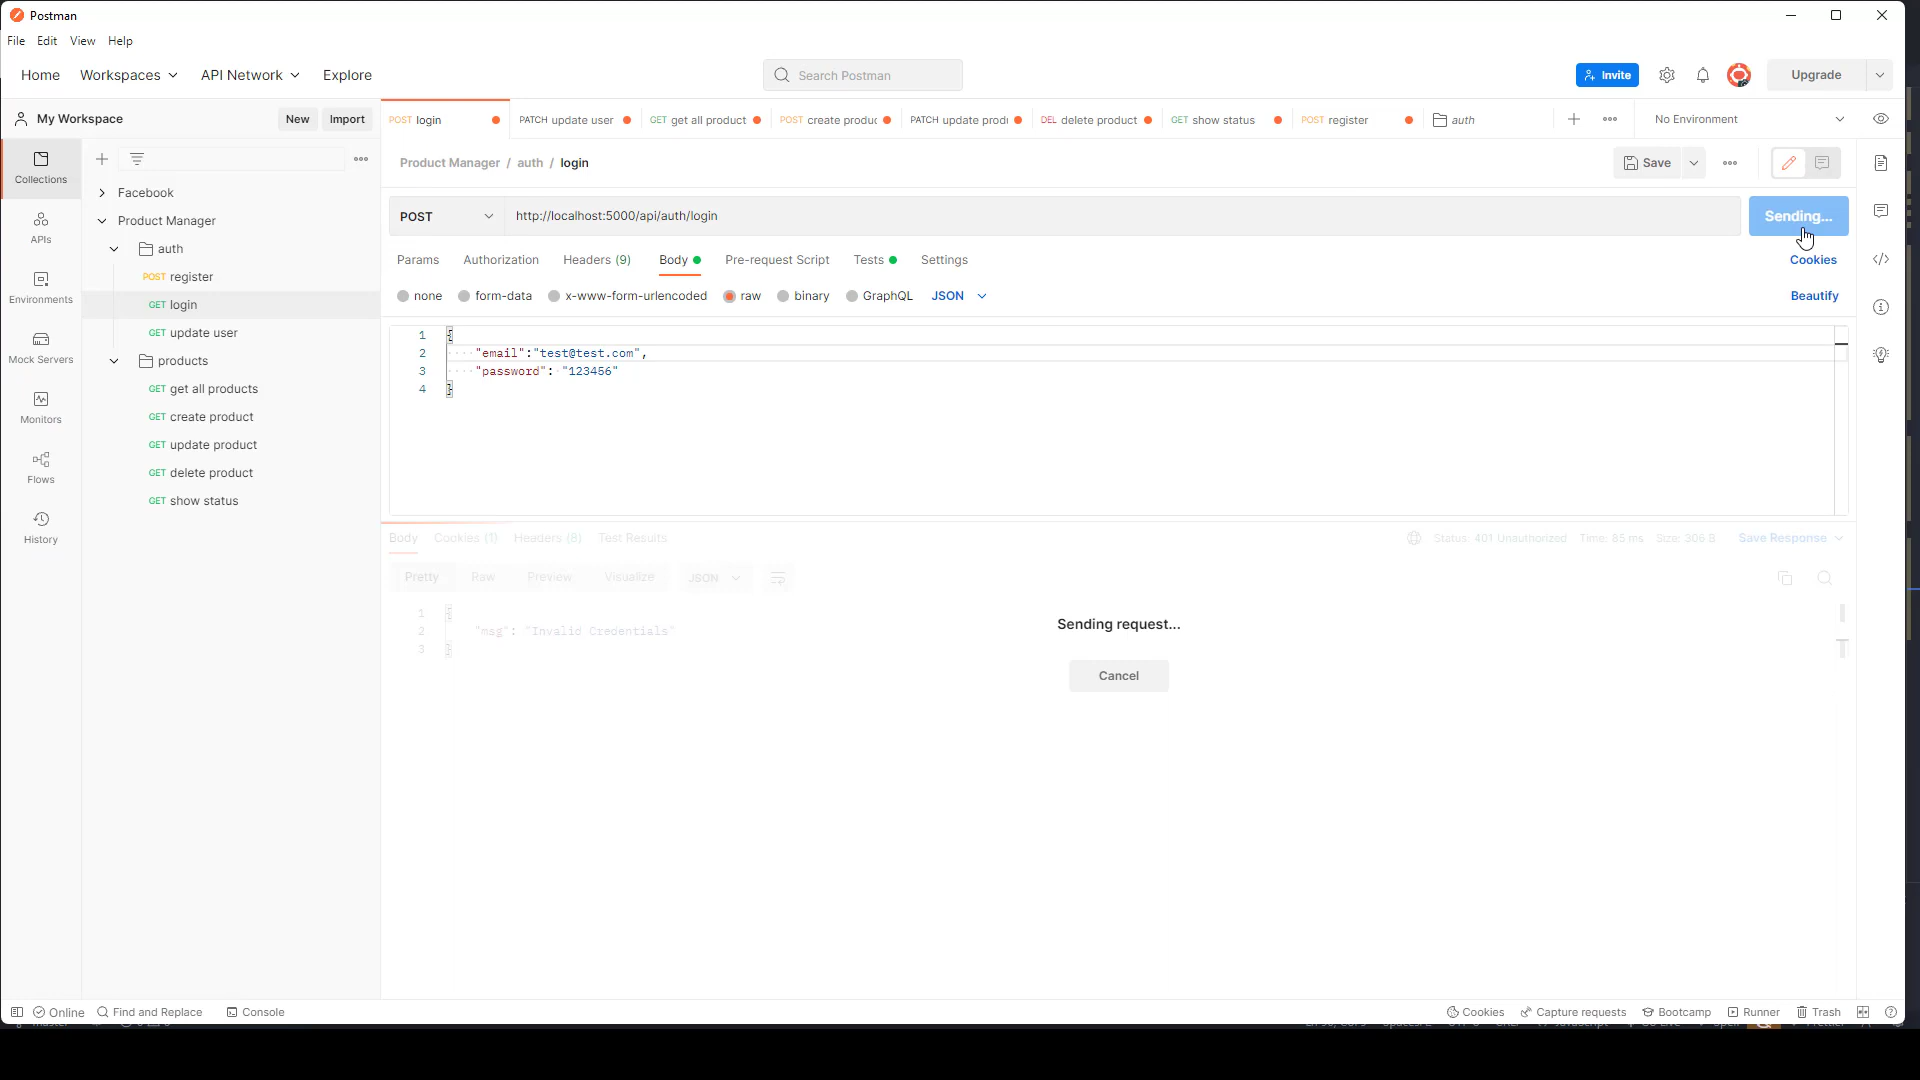 Postman
File Edit View Help
Home Workspaces API Network Explore
Search Postman
Invite
Upgrade
My Workspace
New Import
POST login
PATCH update user
GET get all product
POST create produc
PATCH update prod
DEL delete product
GET show status
POST register
auth
No Environment
Collections
APIs
Environments
Mock Servers
Monitors
Flows
History
Facebook
Product Manager
auth
POST register
GET login
GET update user
products
GET get all products
GET create product
GET update product
GET delete product
GET show status
Product Manager / auth / login
Save
POST http://localhost:5000/api/auth/login
Sending...
Params Authorization Headers (9) Body Pre-request Script Tests Settings Cookies
none form-data x-www-form-urlencoded raw binary GraphQL JSON Beautify
1 {
2 "email":"test@test.com",
3 "password": "123456"
4 }
Body Cookies (1) Headers (8) Test Results Status: 401 Unauthorized Time: 85 ms Size: 306 B Save Response
Pretty Raw Preview Visualize JSON
1 {
2 "msg": "Invalid Credentials"
3 }
Sending request...
Cancel
Online Find and Replace Console Cookies Capture requests Bootcamp Runner Trash